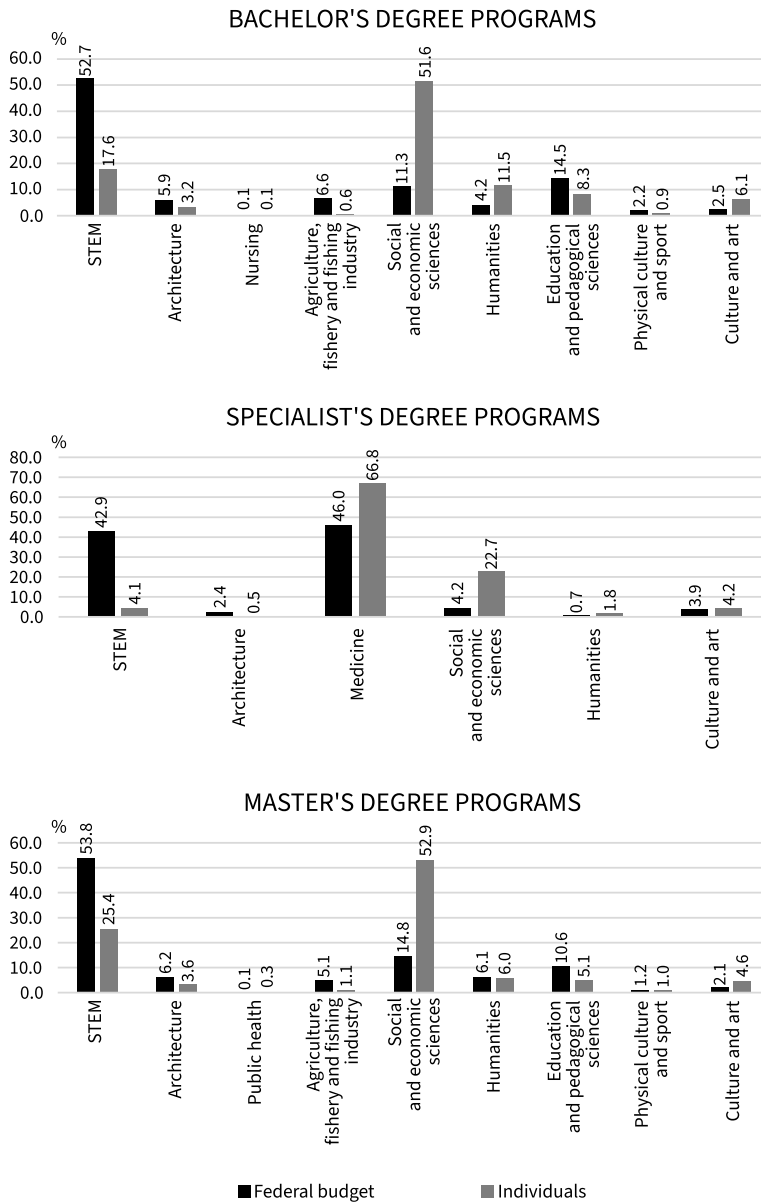 BACHELOR'S DEGREE PROGRAMS
%
60.0
50.0
40.0
30.0
20.0
10.0
0.0
52.7
17.6
5.9
3.2
0.1
0.1
6.6
0.6
11.3
51.6
4.2
11.5
14.5
8.3
2.2
0.9
2.5
6.1
STEM
Architecture
Nursing
Agriculture,
fishery and fishing
industry
Social
and economic
sciences
Humanities
Education
and pedagogical
sciences
Physical culture
and sport
Culture and art
SPECIALIST'S DEGREE PROGRAMS
%
80.0
70.0
60.0
50.0
40.0
30.0
20.0
10.0
0.0
42.9
4.1
2.4
0.5
46.0
66.8
4.2
22.7
0.7
1.8
3.9
4.2
STEM
Architecture
Medicine
Social
and economic
sciences
Humanities
Culture and art
MASTER'S DEGREE PROGRAMS
%
60.0
50.0
40.0
30.0
20.0
10.0
0.0
53.8
25.4
6.2
3.6
0.1
0.3
5.1
1.1
14.8
52.9
6.1
6.0
10.6
5.1
1.2
1.0
2.1
4.6
STEM
Architecture
Public health
Agriculture,
fishery and fishing
industry
Social
and economic
sciences
Humanities
Education
and pedagogical
sciences
Physical culture
and sport
Culture and art
Federal budget
Individuals